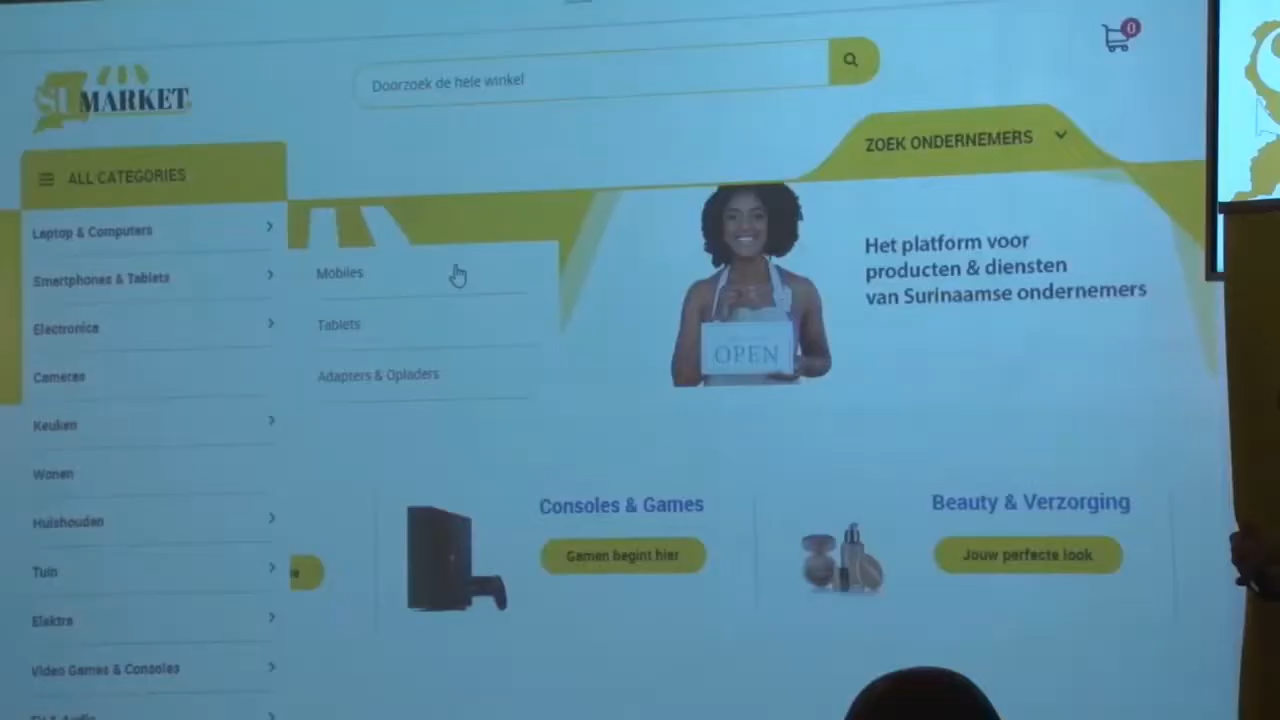 0
Doorzoek de hele winkel
SU MARKET
ZOEK ONDERNEMERS
ALL CATEGORIES
Laptop & Computers
Smartphones & Tablets
Electronica
Cameras
Keuken
Wonen
Huishouden
Tuin
Elektra
Video Games & Consoles
Mobiles
Tablets
Adapters & Opladers
OPEN
Het platform voor
producten & diensten
van Surinaamse ondernemers
Consoles & Games
Gamen begint hier
Beauty & Verzorging
Jouw perfecte look